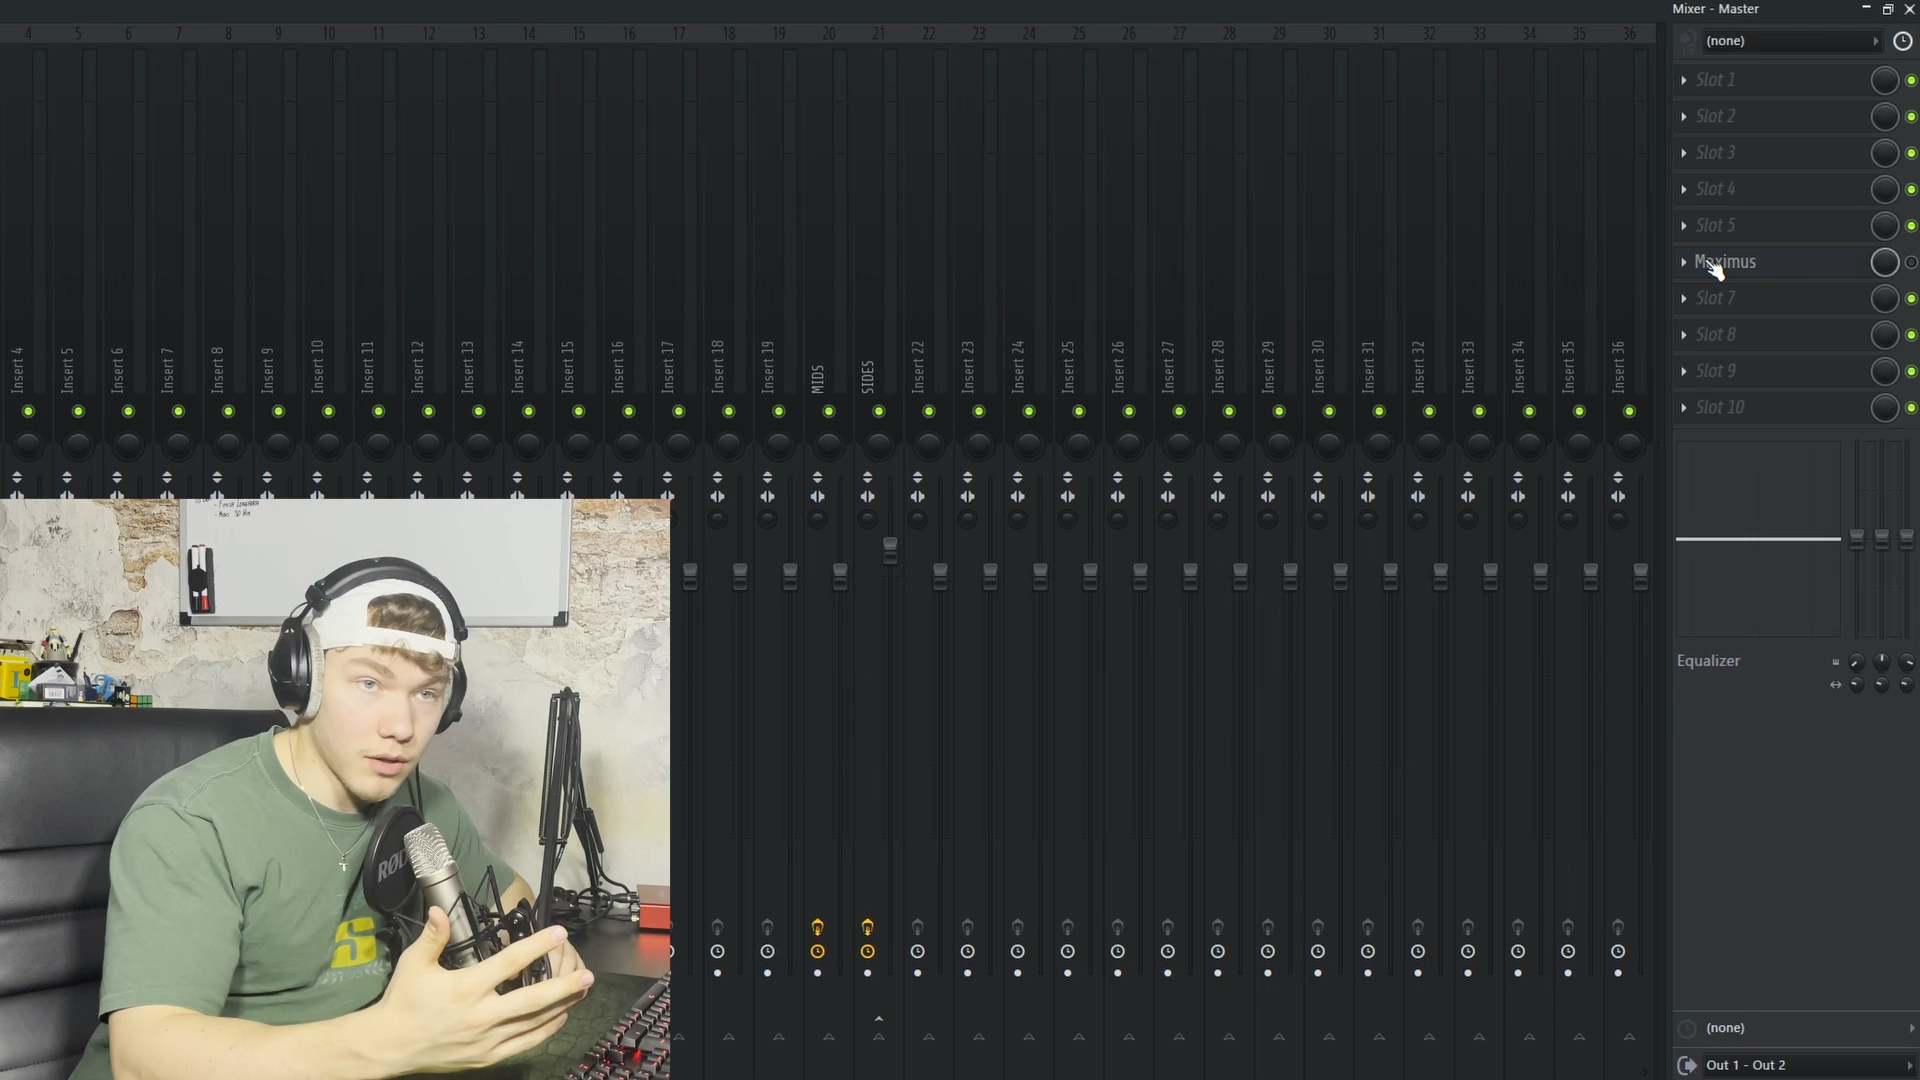 Mixer - Master
4 5 6 7 8 9 10 11 12 13 14 15 16 17 18 19 20 21 22 23 24 25 26 27 28 29 30 31 32 33 34 35 36
(none)
Slot 1
Slot 2
Slot 3
Slot 4
Slot 5
Maximus
Slot 7
Slot 8
Slot 9
Slot 10
Insert 4
Insert 5
Insert 6
Insert 7
Insert 8
Insert 9
Insert 10
Insert 11
Insert 12
Insert 13
Insert 14
Insert 15
Insert 16
Insert 17
Insert 18
Insert 19
MIDS
SIDES
Insert 22
Insert 23
Insert 24
Insert 25
Insert 26
Insert 27
Insert 28
Insert 29
Insert 30
Insert 31
Insert 32
Insert 33
Insert 34
Insert 35
Insert 36
Equalizer
(none)
Out 1 - Out 2
- FINISH
RØD
S